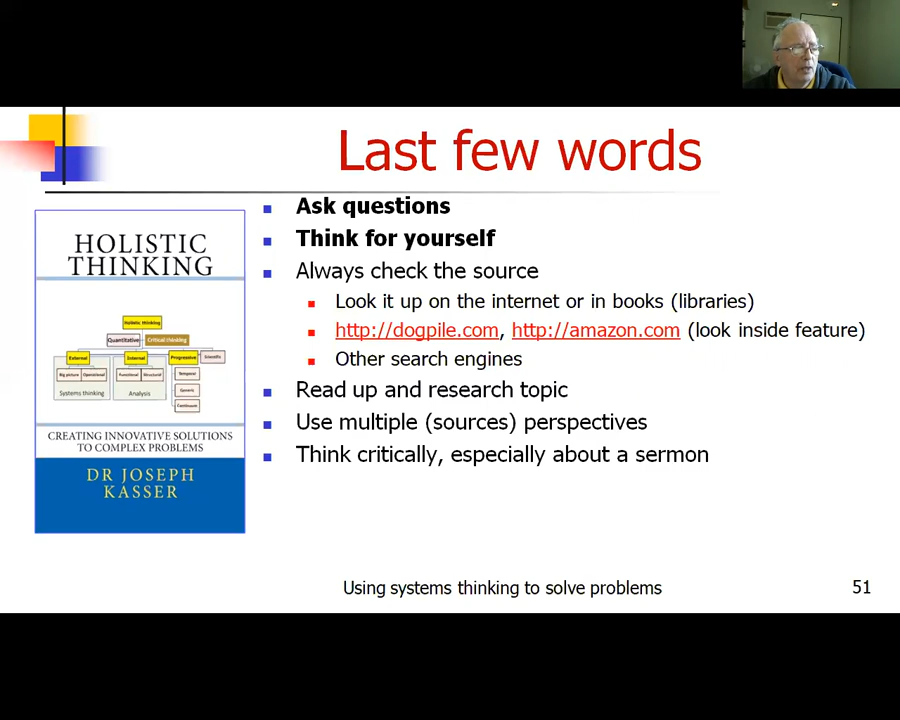 Last few words
Ask questions
Think for yourself
Always check the source
Look it up on the internet or in books (libraries)
http://dogpile.com, http://amazon.com (look inside feature)
Other search engines
Read up and research topic
Use multiple (sources) perspectives
Think critically, especially about a sermon
HOLISTIC
THINKING
Holistic thinking
Quantitative Critical thinking
External Internal Progressive Scientific
Big picture Operational Functional Structural Temporal
Systems thinking Analysis Generic
Continuum
CREATING INNOVATIVE SOLUTIONS
TO COMPLEX PROBLEMS
DR JOSEPH
KASSER
Using systems thinking to solve problems 51